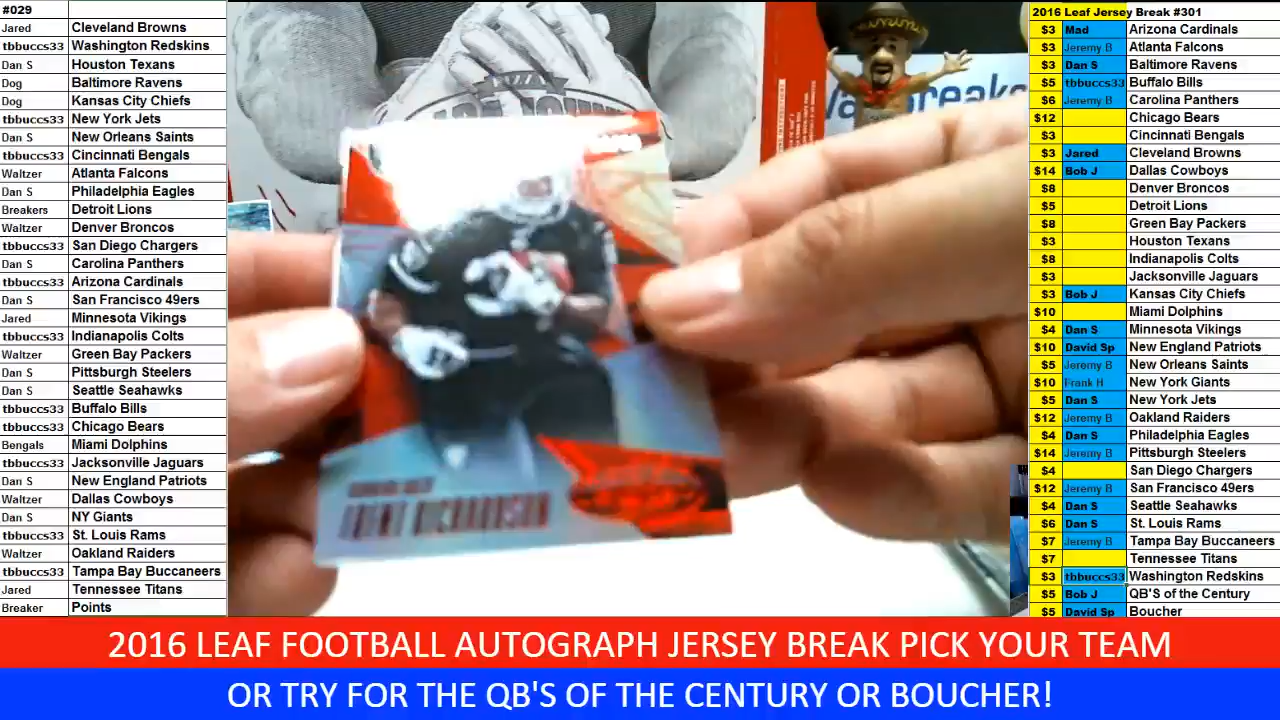 #029
Jared Cleveland Browns
tbbuccs33 Washington Redskins
Dan S Houston Texans
Dog Baltimore Ravens
Dog Kansas City Chiefs
tbbuccs33 New York Jets
Dan S New Orleans Saints
tbbuccs33 Cincinnati Bengals
Waltzer Atlanta Falcons
Dan S Philadelphia Eagles
Breakers Detroit Lions
Waltzer Denver Broncos
tbbuccs33 San Diego Chargers
Dan S Carolina Panthers
tbbuccs33 Arizona Cardinals
Dan S San Francisco 49ers
Jared Minnesota Vikings
tbbuccs33 Indianapolis Colts
Waltzer Green Bay Packers
Dan S Pittsburgh Steelers
Dan S Seattle Seahawks
tbbuccs33 Buffalo Bills
tbbuccs33 Chicago Bears
Bengals Miami Dolphins
tbbuccs33 Jacksonville Jaguars
Dan S New England Patriots
Waltzer Dallas Cowboys
Dan S NY Giants
tbbuccs33 St. Louis Rams
Waltzer Oakland Raiders
tbbuccs33 Tampa Bay Buccaneers
Jared Tennessee Titans
Breaker Points
2016 Leaf Jersey Break #301
$3 Mad Arizona Cardinals
$3 Jeremy B Atlanta Falcons
$3 Dan S Baltimore Ravens
$5 tbbuccs33 Buffalo Bills
$6 Jeremy B Carolina Panthers
$12 Chicago Bears
$3 Cincinnati Bengals
$3 Jared Cleveland Browns
$14 Bob J Dallas Cowboys
$8 Denver Broncos
$5 Detroit Lions
$8 Green Bay Packers
$3 Houston Texans
$8 Indianapolis Colts
$3 Jacksonville Jaguars
$3 Bob J Kansas City Chiefs
$10 Miami Dolphins
$4 Dan S Minnesota Vikings
$10 David Sp New England Patriots
$5 Jeremy B New Orleans Saints
$10 Frank H New York Giants
$5 Dan S New York Jets
$12 Jeremy B Oakland Raiders
$4 Dan S Philadelphia Eagles
$14 Jeremy B Pittsburgh Steelers
$4 San Diego Chargers
$12 Jeremy B San Francisco 49ers
$4 Dan S Seattle Seahawks
$6 Dan S St. Louis Rams
$7 Jeremy B Tampa Bay Buccaneers
$7 Tennessee Titans
$3 tbbuccs33 Washington Redskins
$5 Bob J QB'S of the Century
$5 David Sp Boucher
2016 LEAF FOOTBALL AUTOGRAPH JERSEY BREAK PICK YOUR TEAM
OR TRY FOR THE QB'S OF THE CENTURY OR BOUCHER!